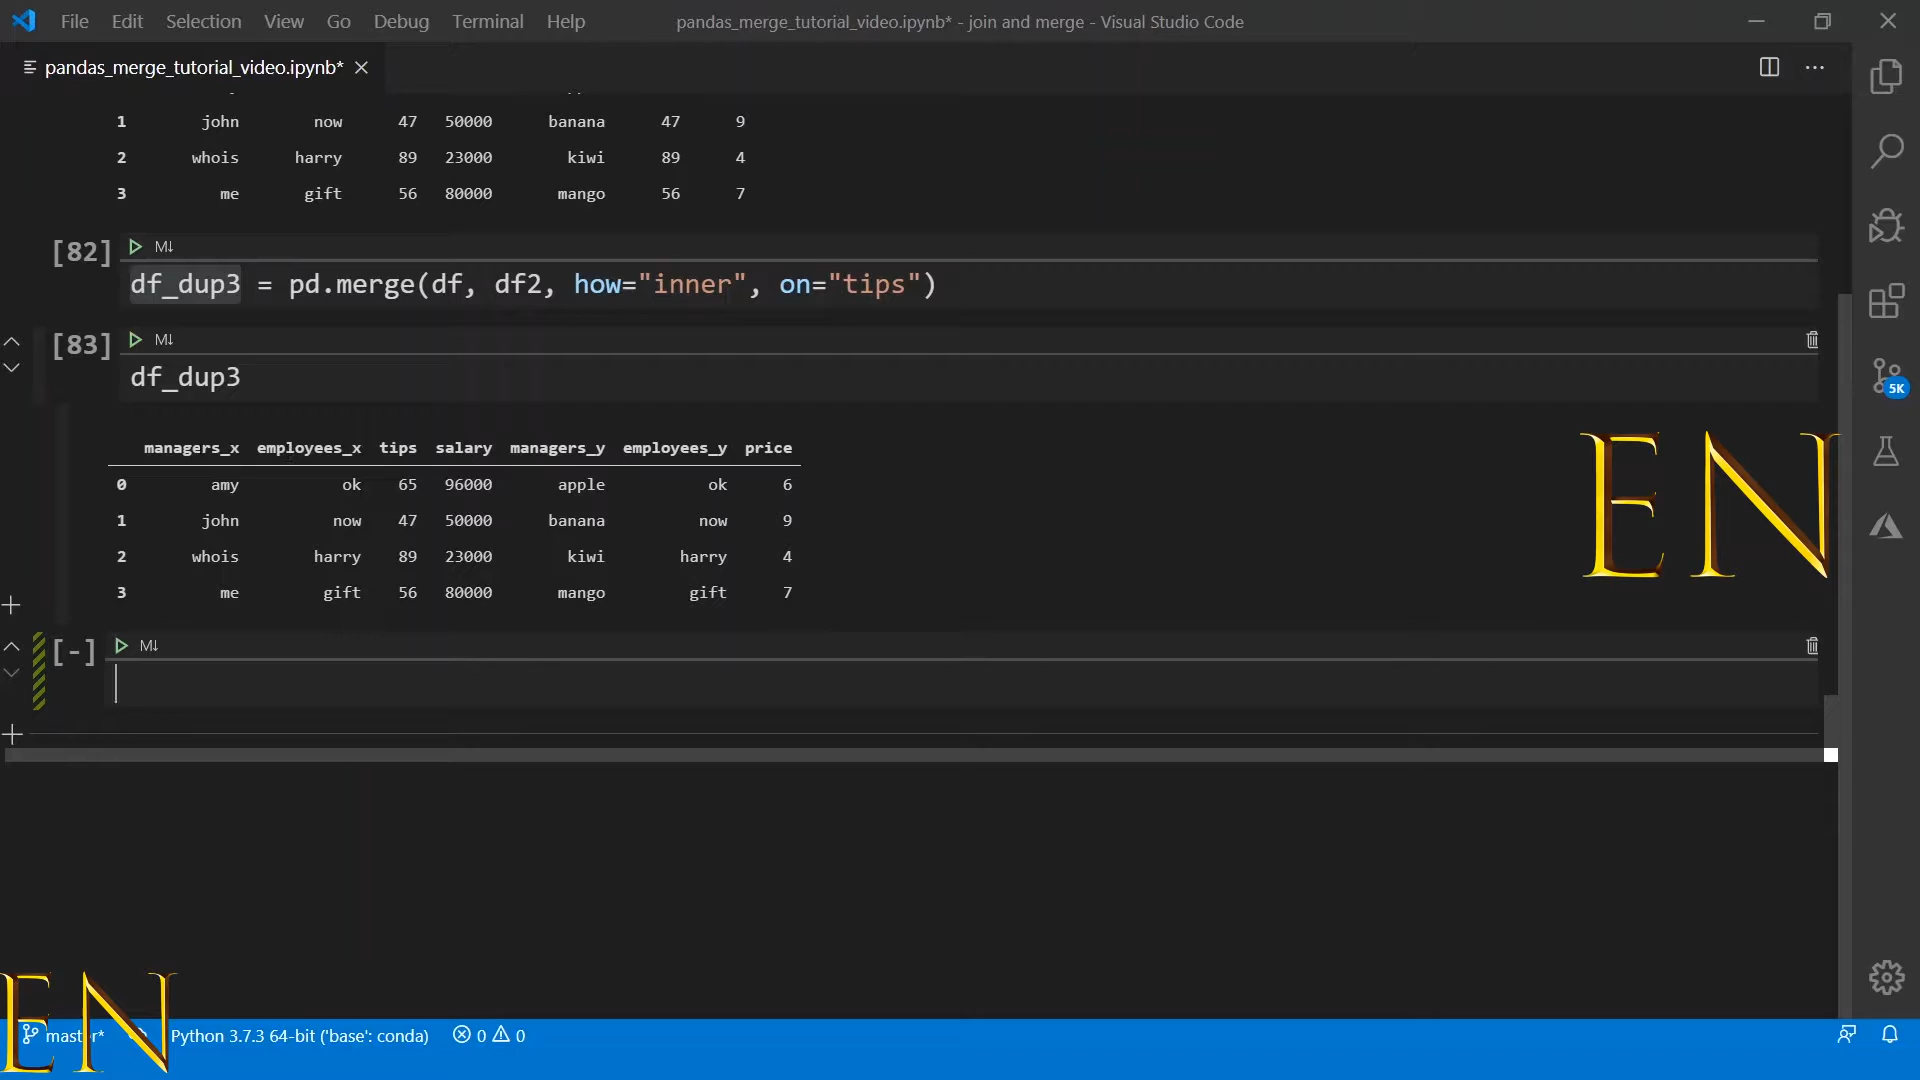 File Edit Selection View Go Debug Terminal Help pandas_merge_tutorial_video.ipynb* - join and merge - Visual Studio Code
pandas_merge_tutorial_video.ipynb*
1 john now 47 50000 banana 47 9
2 whois harry 89 23000 kiwi 89 4
3 me gift 56 80000 mango 56 7
[82] M↓
df_dup3 = pd.merge(df, df2, how="inner", on="tips")
[83] M↓
df_dup3
5K
managers_x employees_x tips salary managers_y employees_y price
0 amy ok 65 96000 apple ok 6
1 john now 47 50000 banana now 9
2 whois harry 89 23000 kiwi harry 4
3 me gift 56 80000 mango gift 7
EN
[-] M↓
EN
master* Python 3.7.3 64-bit ('base': conda) 0 0